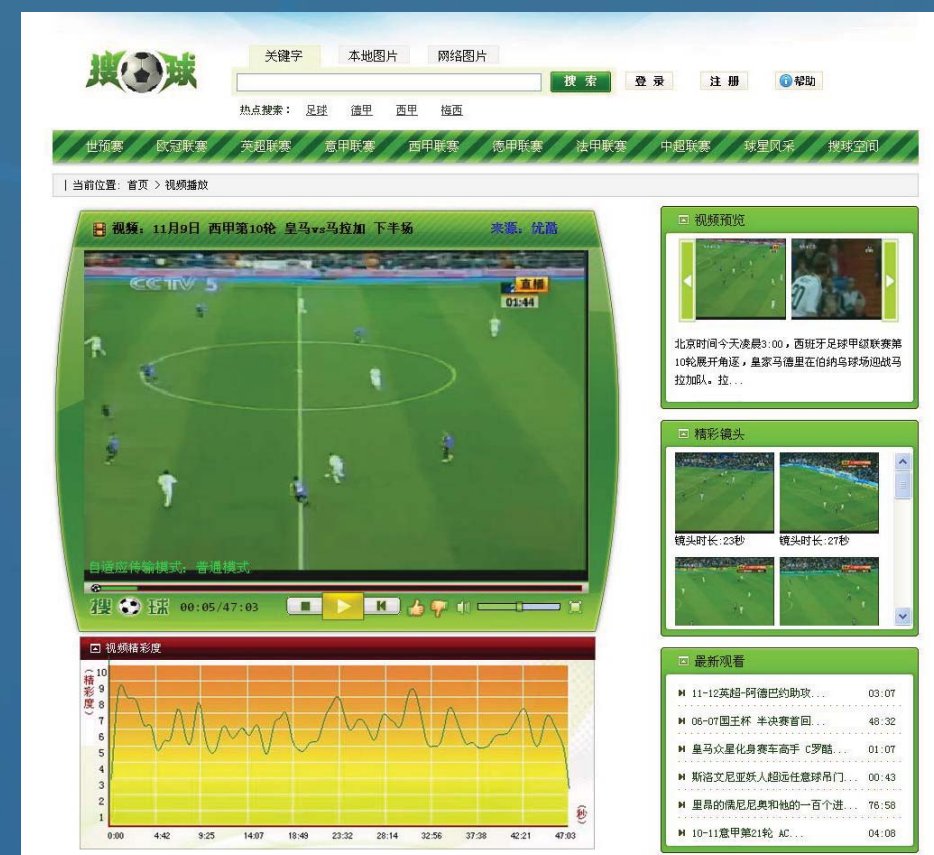 搜球
关键字 本地图片 网络图片
搜索 登录 注册 帮助
热点搜索： 足球 德甲 西甲 梅西
世预赛 欧冠联赛 英超联赛 意甲联赛 西甲联赛 德甲联赛 法甲联赛 中超联赛 球星风采 搜球空间
| 当前位置: 首页 > 视频播放
视频: 11月9日 西甲第10轮 皇马vs马拉加 下半场 来源: 优酷
CCTV 5
直播
01:44
自适应传输模式: 普通模式
搜球 00:05/47:03
视频精彩度
(精彩度)
10
9
8
7
6
5
4
3
2
1
(秒)
0:00 4:42 9:25 14:07 18:49 23:32 28:14 32:56 37:38 42:21 47:03
视频预览
北京时间今天凌晨3:00，西班牙足球甲级联赛第
10轮展开角逐，皇家马德里在伯纳乌球场迎战马
拉加队。拉...
精彩镜头
镜头时长:23秒 镜头时长:27秒
最新观看
11-12英超-阿德巴约助攻... 03:07
06-07国王杯 半决赛首回... 48:32
皇马众星化身赛车高手 C罗酷... 01:07
斯洛文尼亚妖人超远任意球吊门... 00:43
里昂的儒尼尼奥和他的一百个进... 76:58
10-11意甲第21轮 AC... 04:08